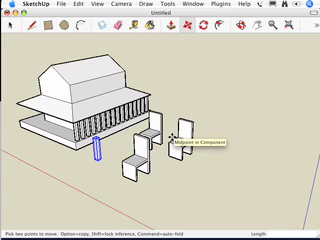 SketchUp File Edit View Camera Draw Tools Window Plugins Help
Untitled
Midpoint in Component
Pick two points to move. Option=copy, Shift=lock inference, Command=auto-fold
Length